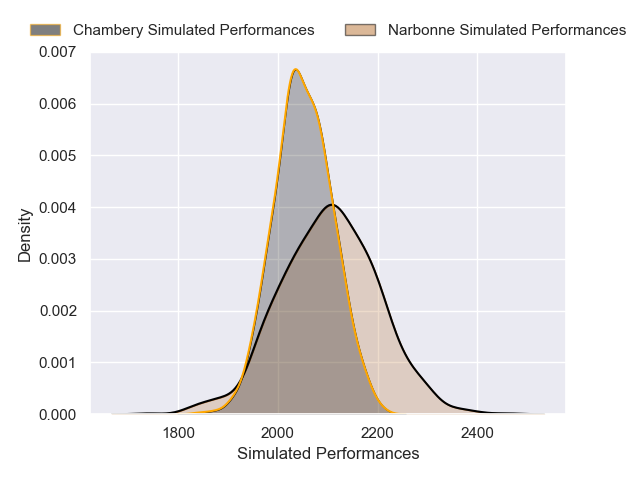 Chambery Simulated Performances Narbonne Simulated Performances
0.007
0.006
0.005
0.004
0.003
0.002
0.001
0.000
Density
1800 2000 2200 2400
Simulated Performances